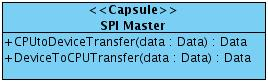 <<Capsule>>
SPI Master
+CPUtoDeviceTransfer(data : Data) : Data
+DeviceToCPUTransfer(data : Data) : Data